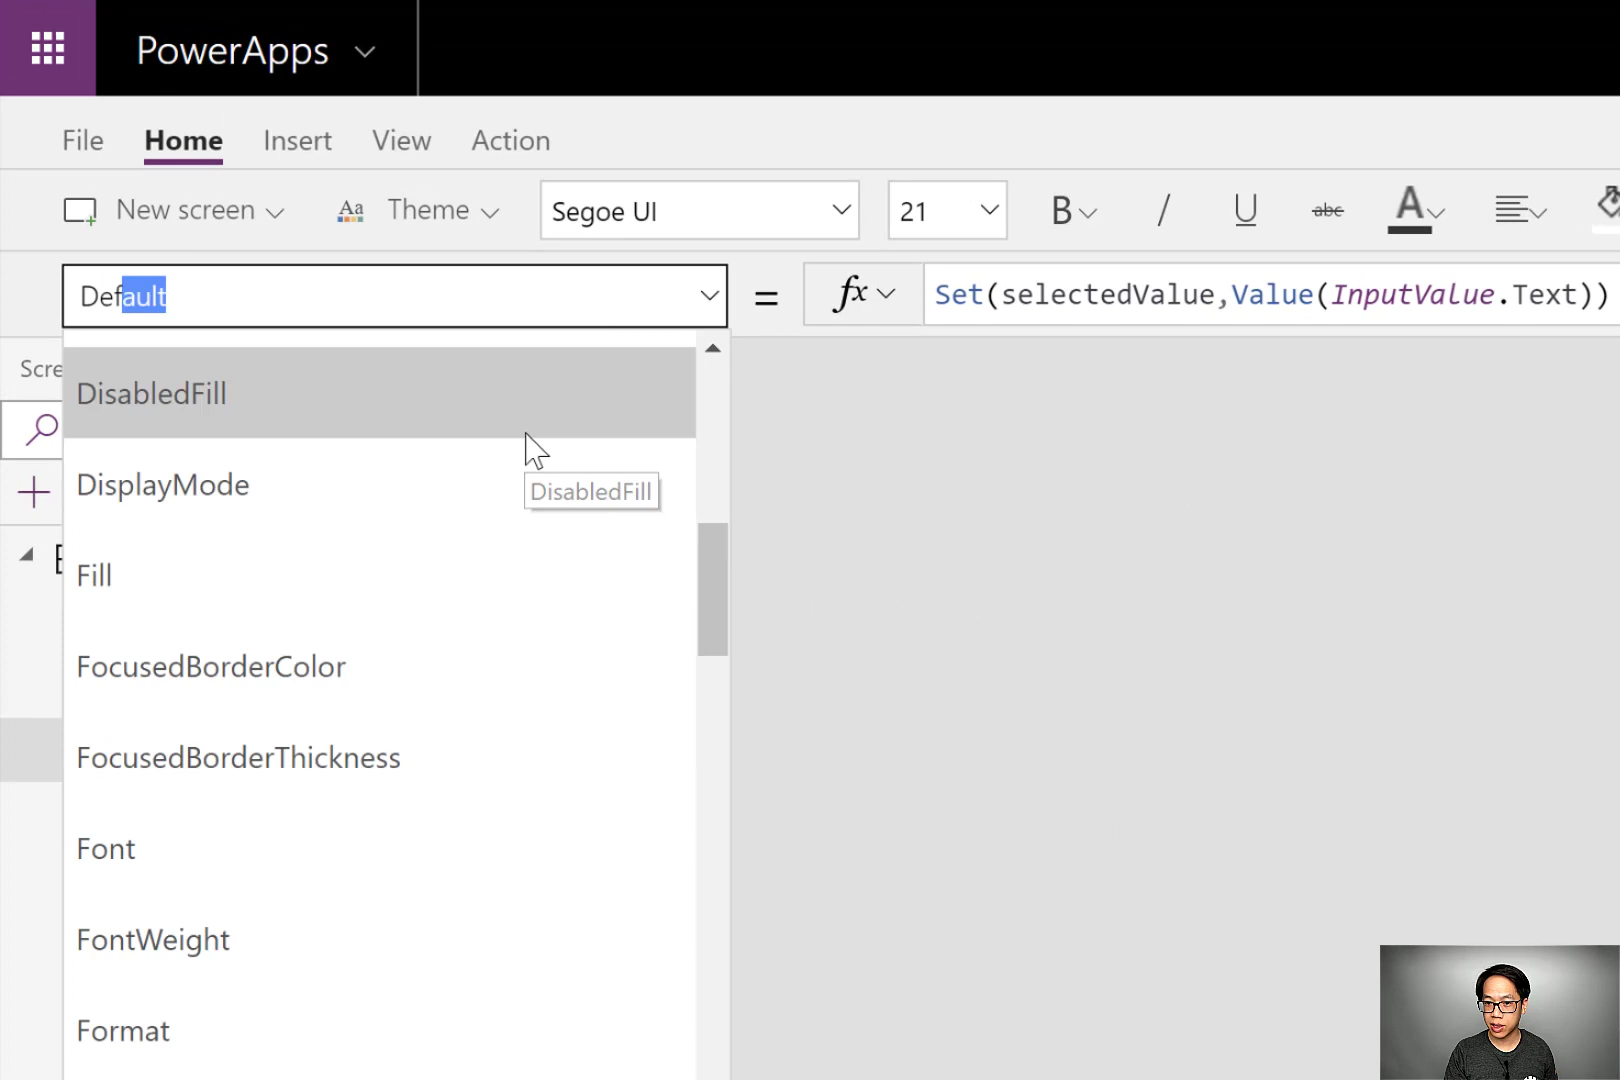 PowerApps
File Home Insert View Action
New screen Aa Theme Segoe UI 21 B / U abc A
Default = fx Set(selectedValue,Value(InputValue.Text))
Scre
DisabledFill
DisabledFill
DisplayMode
Fill
FocusedBorderColor
FocusedBorderThickness
Font
FontWeight
Format